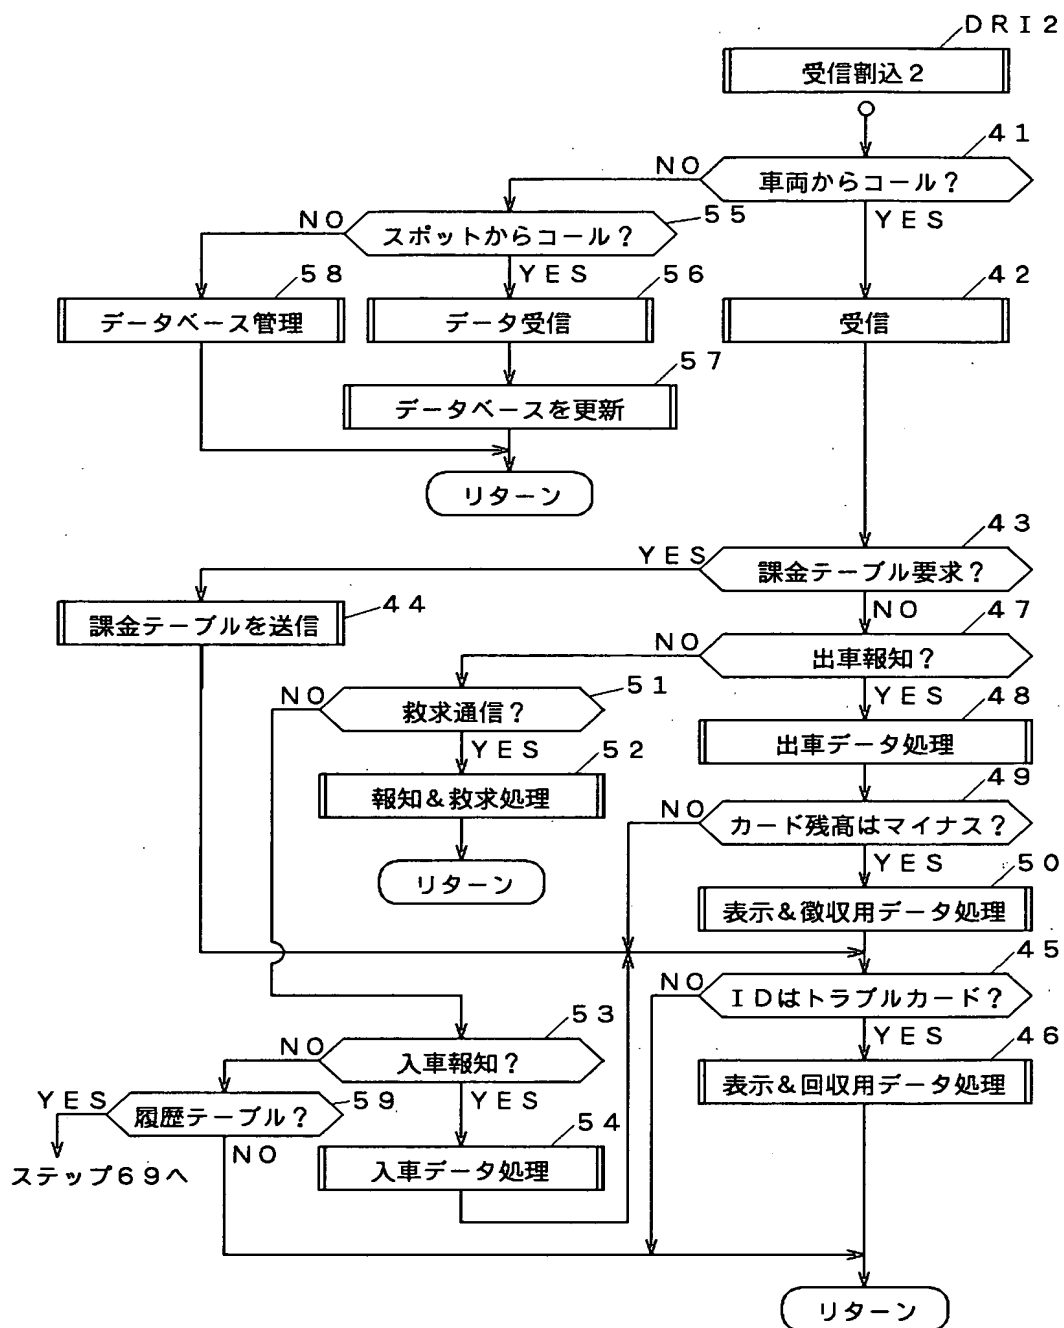 ＤＲＩ２
受信割込２
４１
ＮＯ
車両からコール？
５５
ＮＯ
ＹＥＳ
スポットからコール？
５８
ＹＥＳ
５６
４２
データベース管理
データ受信
受信
５７
データベースを更新
リターン
４３
ＹＥＳ
課金テーブル要求？
４４
ＮＯ
４７
課金テーブルを送信
ＮＯ
出車報知？
ＮＯ
５１
ＹＥＳ
４８
救求通信？
出車データ処理
ＹＥＳ
５２
４９
報知＆救求処理
ＮＯ
カード残高はマイナス？
ＹＥＳ
５０
リターン
表示＆徴収用データ処理
４５
ＮＯ
ＩＤはトラブルカード？
５３
ＹＥＳ
４６
ＮＯ
入車報知？
表示＆回収用データ処理
ＹＥＳ
５９
ＹＥＳ
履歴テーブル？
５４
ＮＯ
ステップ６９へ
入車データ処理
リターン